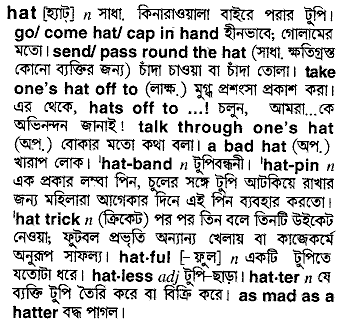 hat [হ্যাট্] n সাধা. কিনারাওয়ালা বাইরে পরার টুপি।
go/ come hat/ cap in hand হীনভাবে; গোলামের
মতো। send/ pass round the hat (সাধা. ক্ষতিগ্রস্ত
কোনো ব্যক্তির জন্য) চাঁদা চাওয়া বা চাঁদা তোলা। take
one's hat off to (লাক্ষ.) মুগ্ধ প্রশংসা প্রকাশ করা।
এর থেকে, hats off to ...! চলুন, আমরা...কে
অভিনন্দন জানাই! talk through one's hat
(অপ.) বোকার মতো কথা বলা। a bad hat (অপ.)
খারাপ লোক। ˈhat-band n টুপিবন্ধনী। ˈhat-pin n
এক প্রকার লম্বা পিন, চুলের সঙ্গে টুপি আটকিয়ে রাখার
জন্য মহিলারা আগেকার দিনে এই পিন ব্যবহার করতো।
ˈhat trick n (ক্রিকেট) পর পর তিন বলে তিনটি উইকেট
নেওয়া; ফুটবল প্রভৃতি অন্যান্য খেলায় বা কাজেকর্মে
অনুরূপ সাফল্য। hat·ful [–ফুল্] n একটি টুপিতে
যতোটা ধরে। hat·less adj টুপি-ছাড়া। hat·ter n যে
ব্যক্তি টুপি তৈরি করে বা বিক্রি করে। as mad as a
hatter বদ্ধ পাগল।